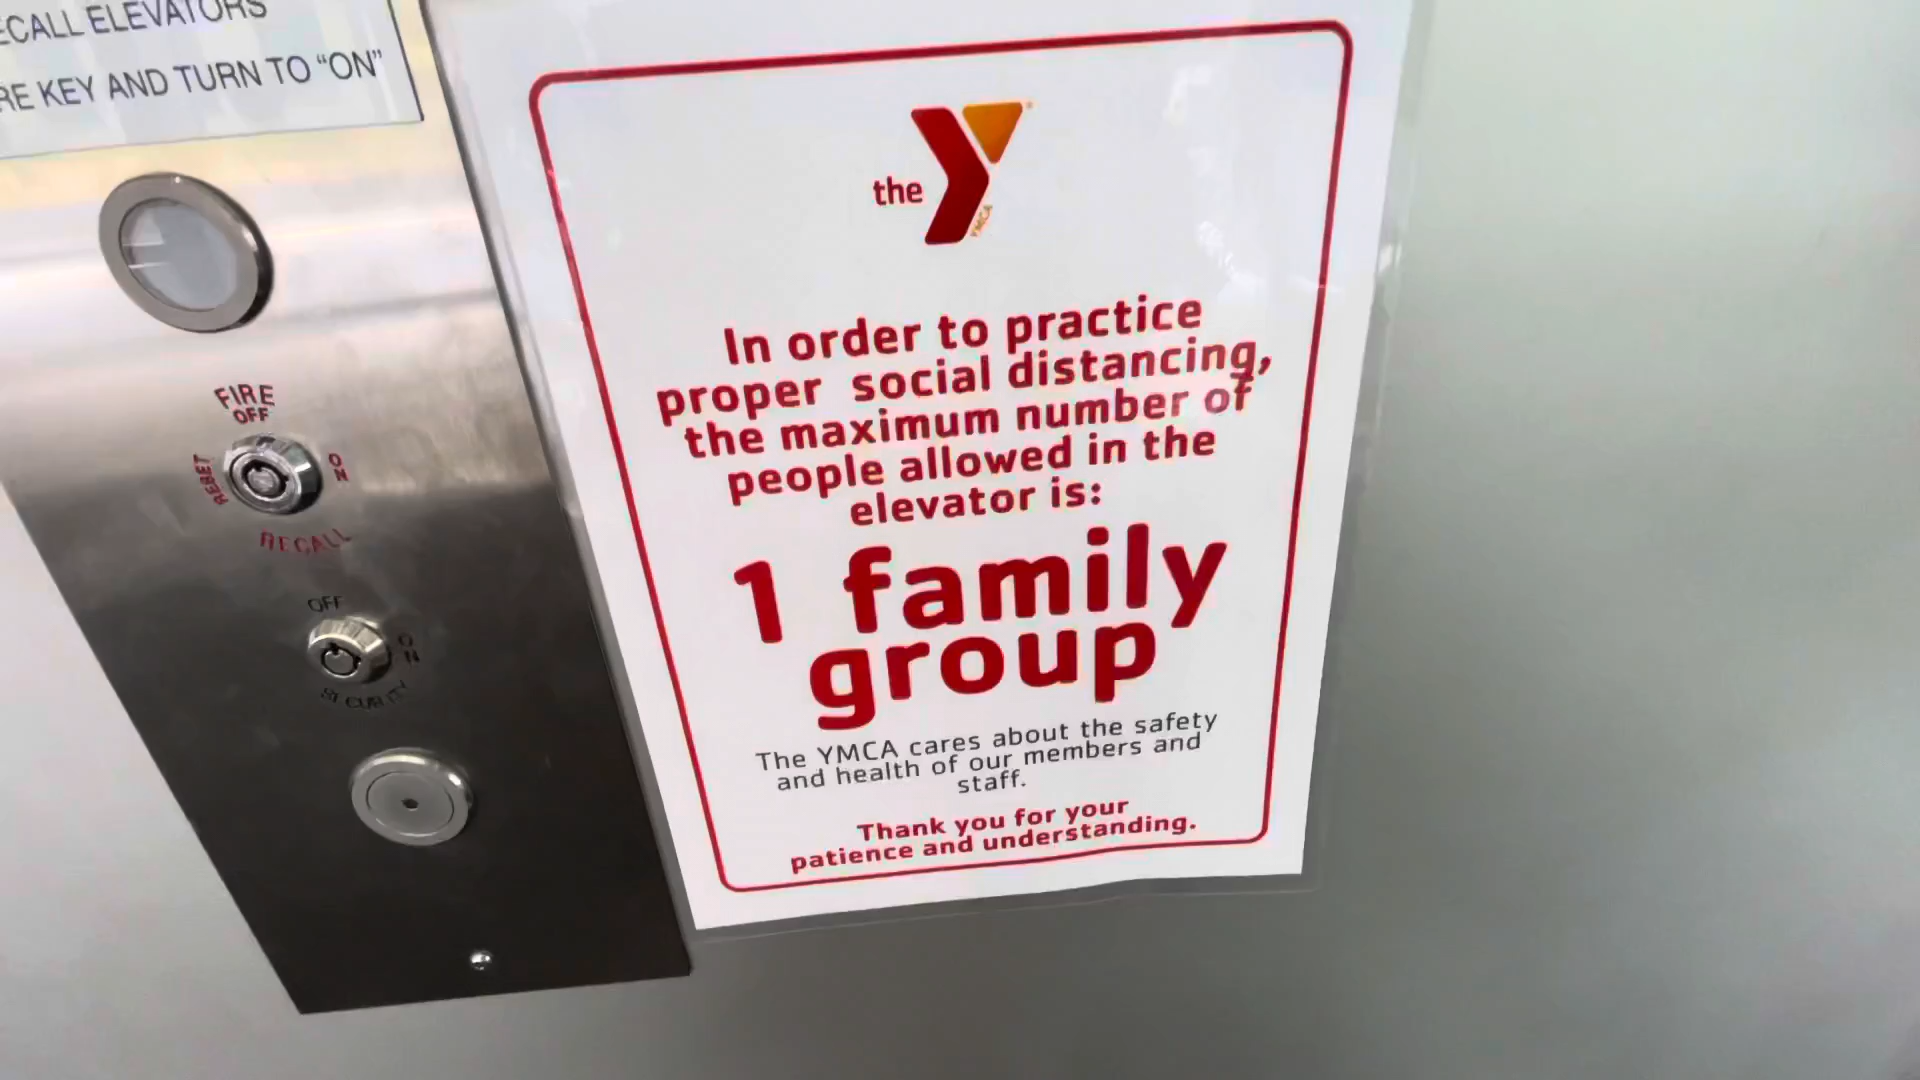 ECALL ELEVATORS
RE KEY AND TURN TO “ON”
FIRE
OFF
RESET
ON
RECALL
OFF
ON
SECURITY
the
YMCA
In order to practice
proper social distancing,
the maximum number of
people allowed in the
elevator is:
1 family
group
The YMCA cares about the safety
and health of our members and
staff.
Thank you for your
patience and understanding.